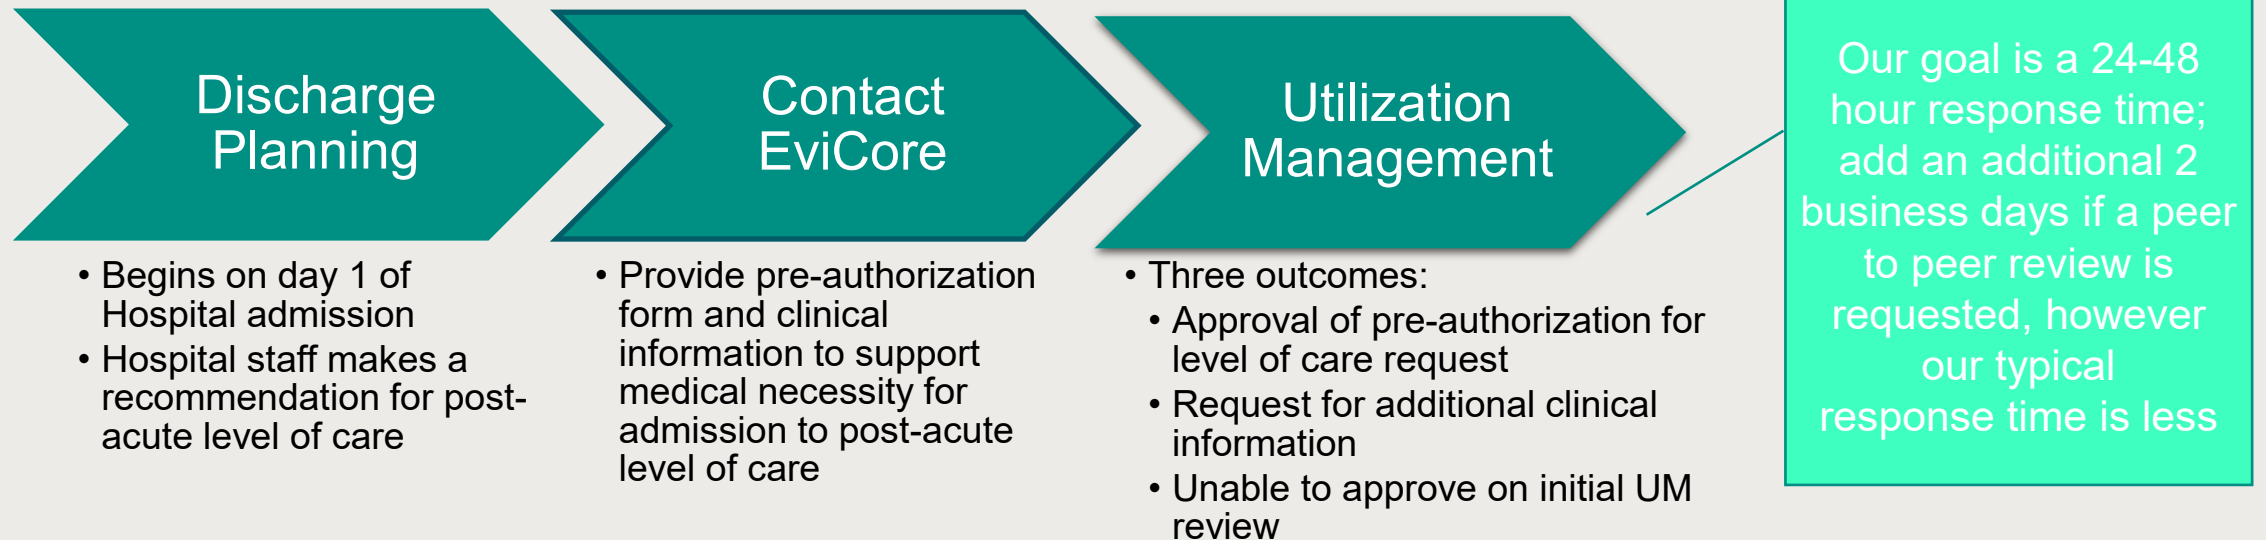 Discharge
Planning
• Begins on day 1 of
Hospital admission
• Hospital staff makes a
recommendation for post-
acute level of care
Contact
EviCore
• Provide pre-authorization
form and clinical
information to support
medical necessity for
admission to post-acute
level of care
Utilization
Management
• Three outcomes:
• Approval of pre-authorization for
level of care request
• Request for additional clinical
information
• Unable to approve on initial UM
review
Our goal is a 24-48
hour response time;
add an additional 2
business days if a peer
to peer review is
requested, however
our typical
response time is less